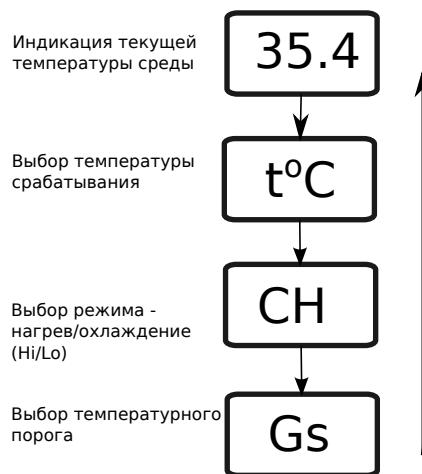 Индикация текущей
температуры среды
35.4
Выбор температуры
срабатывания
t°C
Выбор режима -
нагрев/охлаждение
(Hi/Lo)
CH
Выбор температурного
порога
Gs